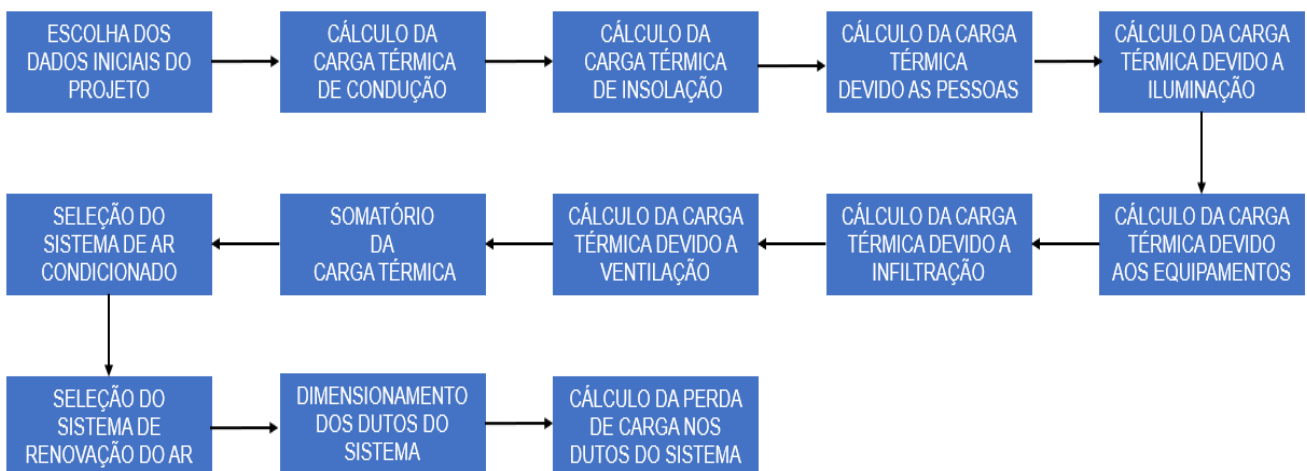 ESCOLHA DOS
DADOS INICIAIS DO
PROJETO
CÁLCULO DA
CARGA TÉRMICA
DE CONDUÇÃO
CÁLCULO DA
CARGA TÉRMICA
DE INSOLAÇÃO
CÁLCULO DA CARGA
TÉRMICA
DEVIDO AS PESSOAS
CÁLCULO DA CARGA
TÉRMICA DEVIDO A
ILUMINAÇÃO
SELEÇÃO DO
SISTEMA DE AR
CONDICIONADO
SOMATÓRIO
DA
CARGA TÉRMICA
CÁLCULO DA CARGA
TÉRMICA DEVIDO A
VENTILAÇÃO
CÁLCULO DA CARGA
TÉRMICA DEVIDO A
INFILTRAÇÃO
CÁLCULO DA CARGA
TÉRMICA DEVIDO
AOS EQUIPAMENTOS
SELEÇÃO DO
SISTEMA DE
RENOVAÇÃO DO AR
DIMENSIONAMENTO
DOS DUTOS DO
SISTEMA
CÁLCULO DA PERDA
DE CARGA NOS
DUTOS DO SISTEMA